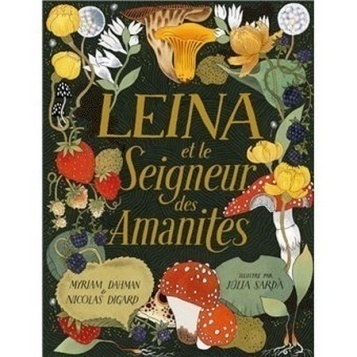 LEINA
et le
Seigneur
des
Amanites
MYRIAM DAHMAN
& NICOLAS DIGARD
ILLUSTRÉ PAR
JÚLIA SARDÀ